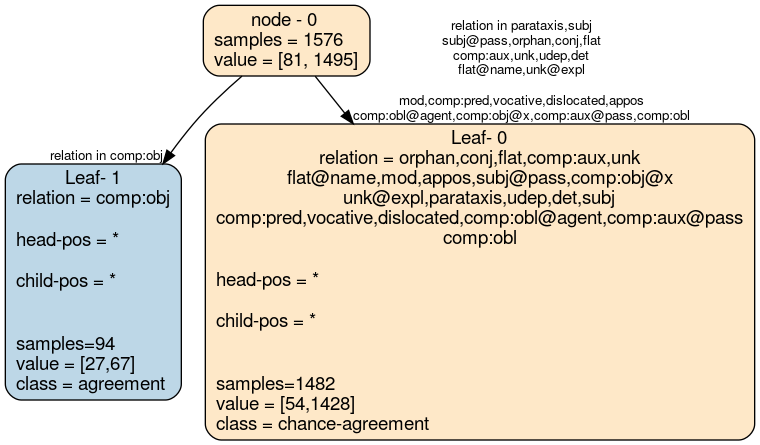 node - 0
samples = 1576
value = [81, 1495]
relation in parataxis,subj
subj@pass,orphan,conj,flat
comp:aux,unk,udep,det
flat@name,unk@expl
mod,comp:pred,vocative,dislocated,appos
comp:obl@agent,comp:obj@x,comp:aux@pass,comp:obl
relation in comp:obj
Leaf- 1
relation = comp:obj
head-pos = *
child-pos = *
samples=94
value = [27,67]
class = agreement
Leaf- 0
relation = orphan,conj,flat,comp:aux,unk
flat@name,mod,appos,subj@pass,comp:obj@x
unk@expl,parataxis,udep,det,subj
comp:pred,vocative,dislocated,comp:obl@agent,comp:aux@pass
comp:obl
head-pos = *
child-pos = *
samples=1482
value = [54,1428]
class = chance-agreement